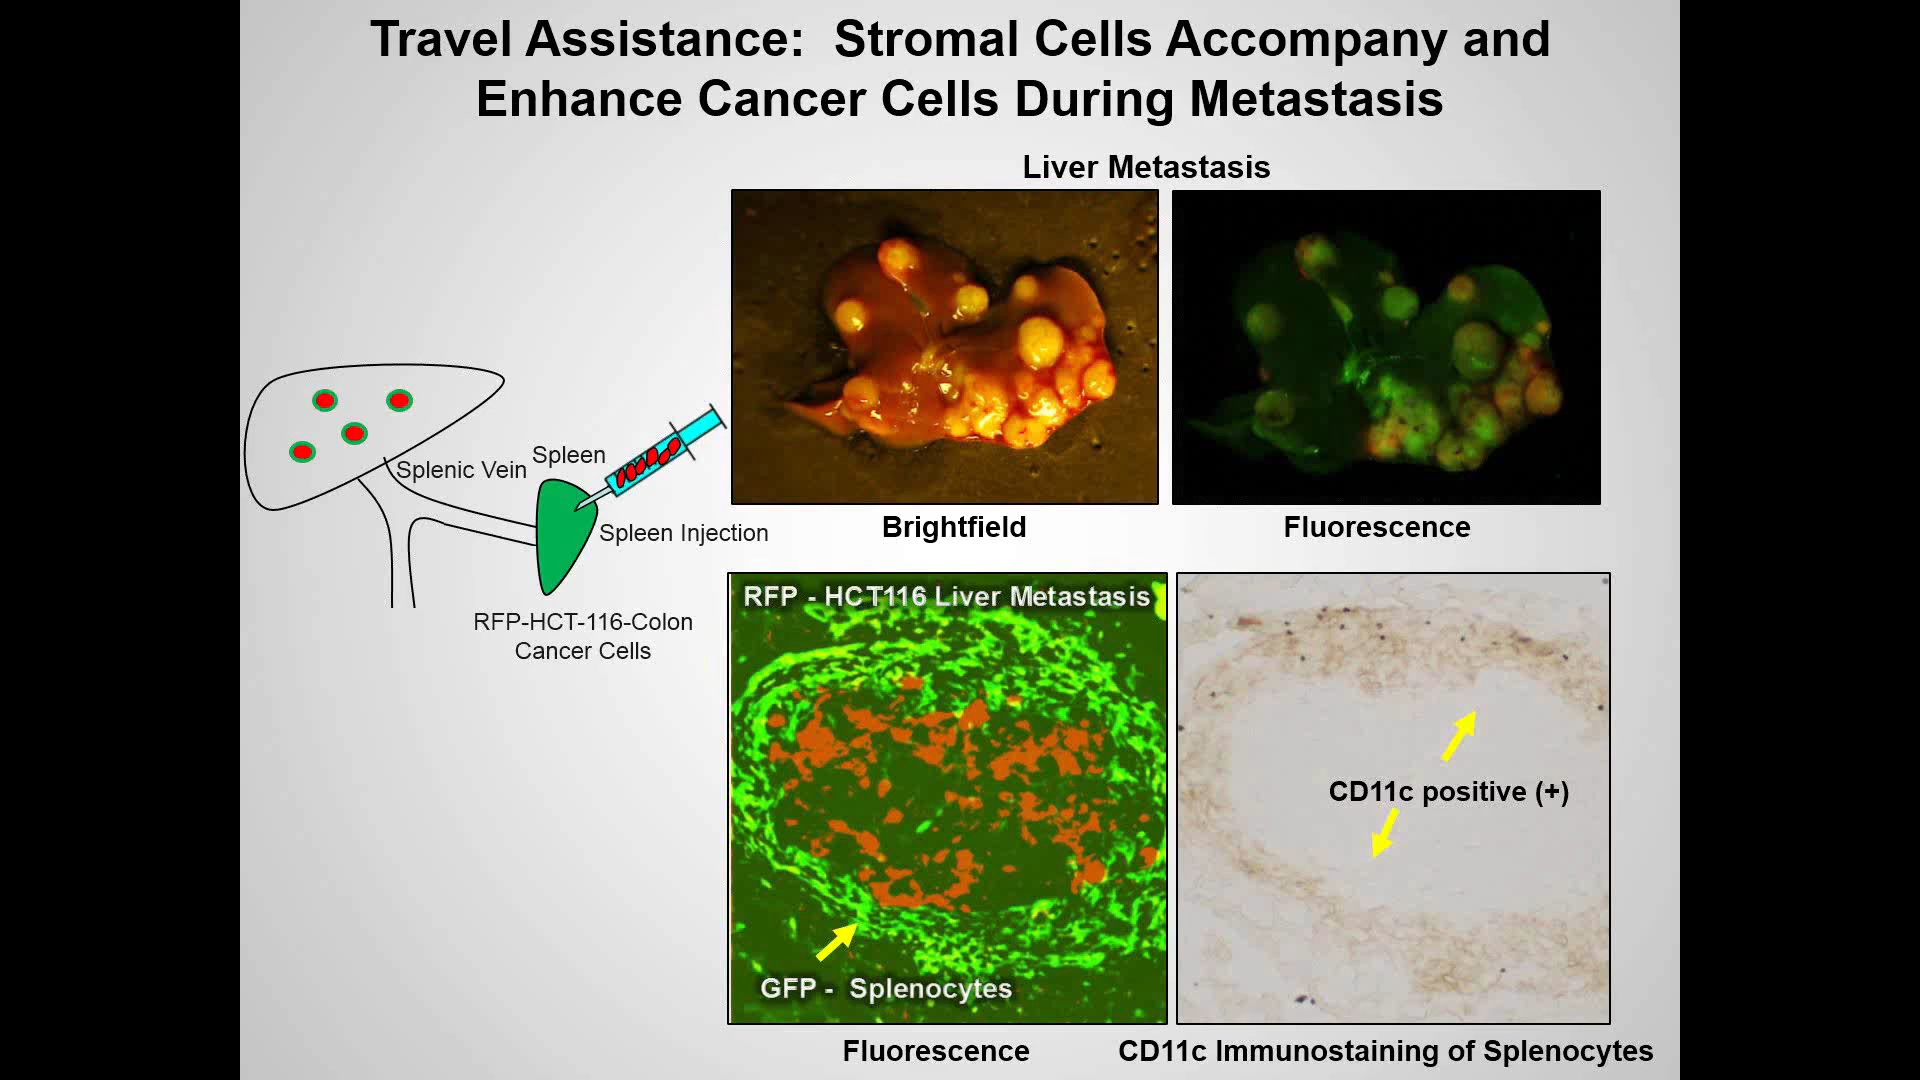 Travel Assistance: Stromal Cells Accompany and
Enhance Cancer Cells During Metastasis
Liver Metastasis
Brightfield
Fluorescence
Splenic Vein
Spleen
Spleen Injection
RFP-HCT-116-Colon
Cancer Cells
RFP - HCT116 Liver Metastasis
GFP - Splenocytes
CD11c positive (+)
Fluorescence
CD11c Immunostaining of Splenocytes